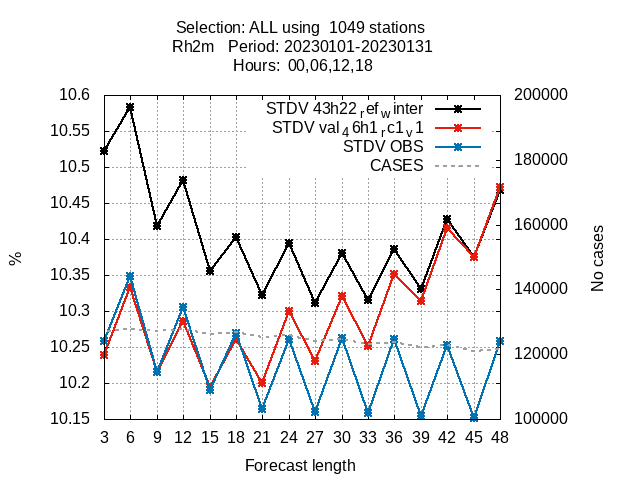 Selection: ALL using  1049 stations
Rh2m   Period: 20230101-20230131
Hours:  00,06,12,18
10.6
10.55
10.5
10.45
10.4
10.35
10.3
10.25
10.2
10.15
%
STDV 43h22refwinter
STDV val46h1rc1v1
STDV OBS
CASES
200000
180000
160000
140000
120000
100000
No cases
3 6 9 12 15 18 21 24 27 30 33 36 39 42 45 48
Forecast length